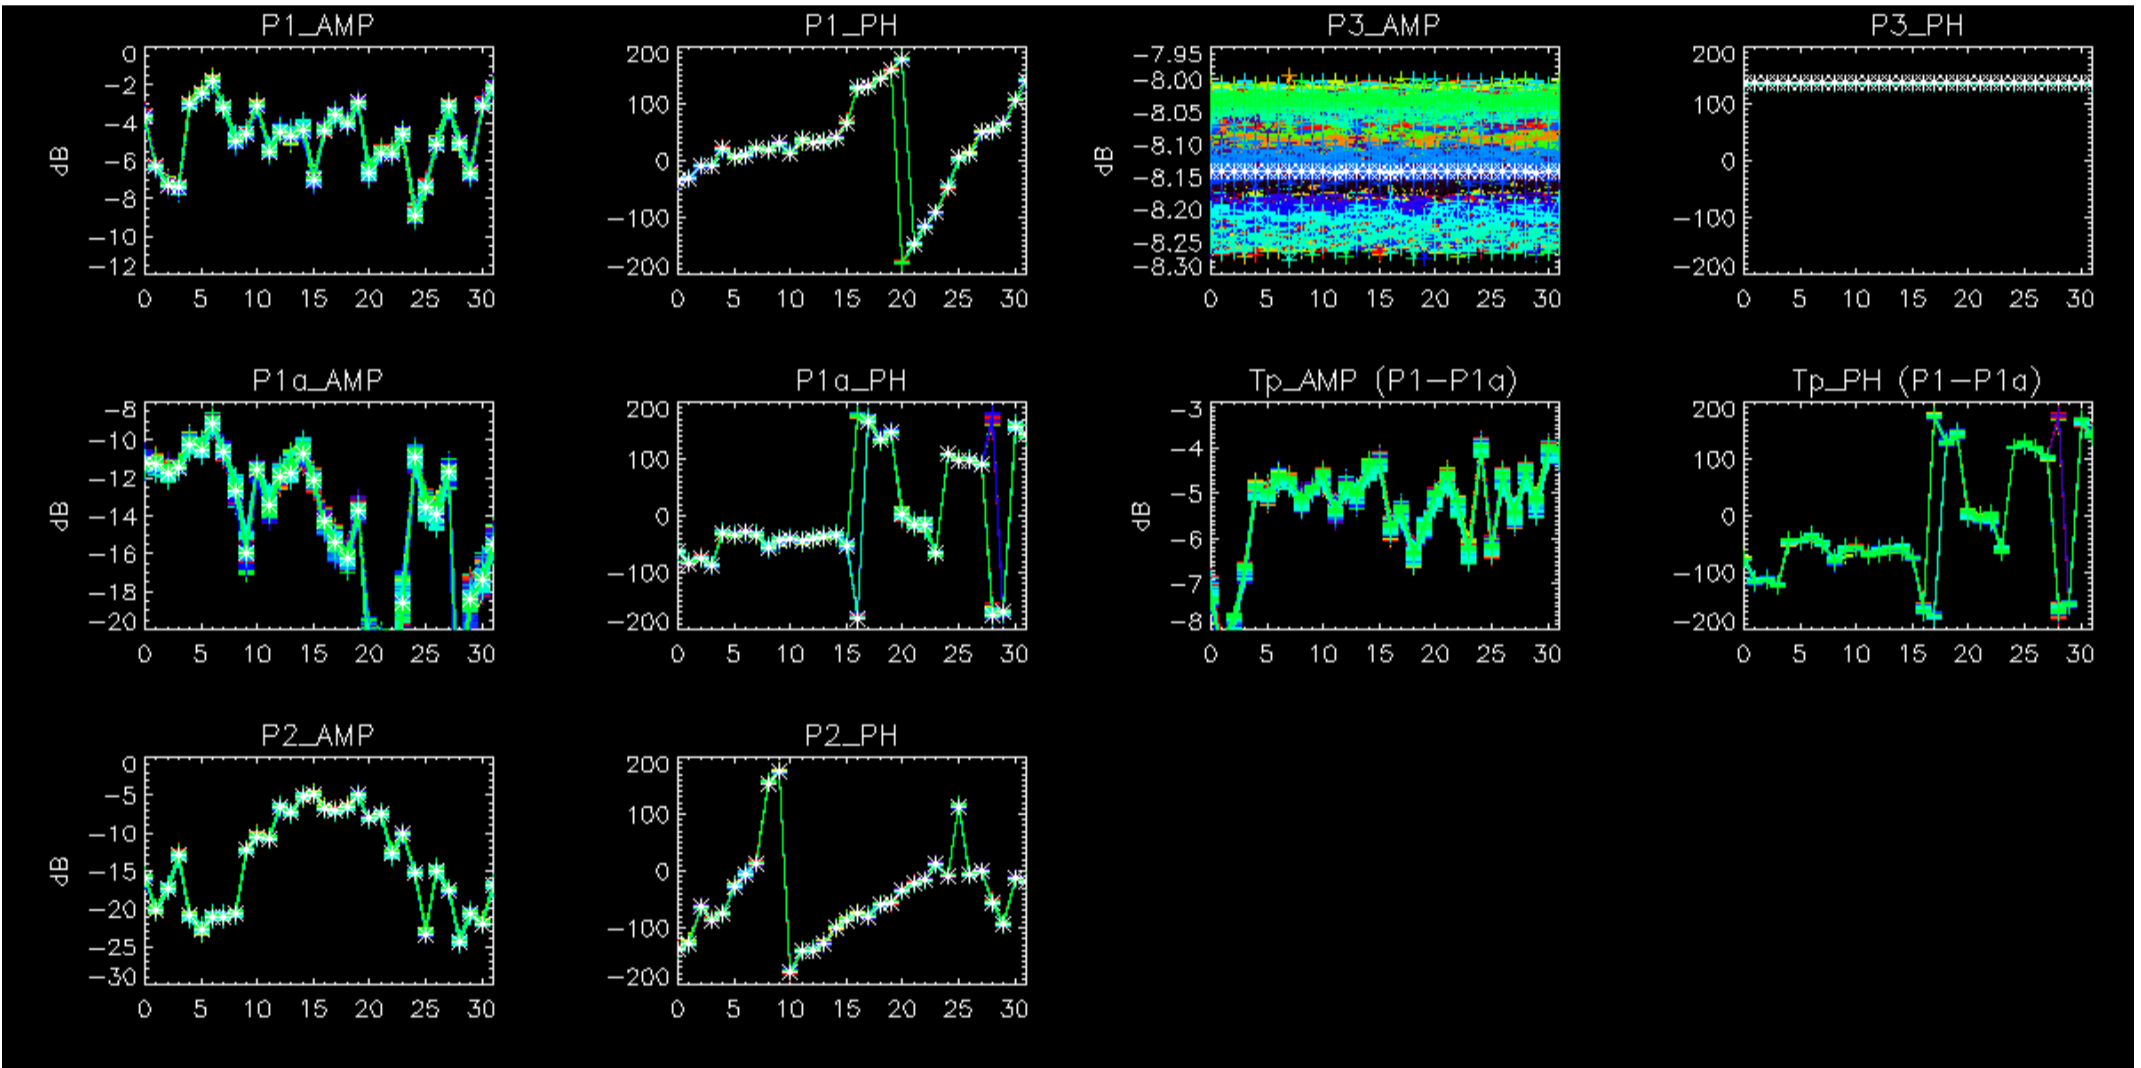 P1_AMP
dB
0
−2
−4
−6
−8
−10
−12
0 5 10 15 20 25 30
P1_PH
200
100
0
−100
−200
0 5 10 15 20 25 30
P3_AMP
dB
−7.95
−8.00
−8.05
−8.10
−8.15
−8.20
−8.25
−8.30
0 5 10 15 20 25 30
P3_PH
200
100
0
−100
−200
0 5 10 15 20 25 30
P1a_AMP
dB
−8
−10
−12
−14
−16
−18
−20
0 5 10 15 20 25 30
P1a_PH
200
100
0
−100
−200
0 5 10 15 20 25 30
Tp_AMP (P1−P1a)
dB
−3
−4
−5
−6
−7
−8
0 5 10 15 20 25 30
Tp_PH (P1−P1a)
200
100
0
−100
−200
0 5 10 15 20 25 30
P2_AMP
dB
0
−5
−10
−15
−20
−25
−30
0 5 10 15 20 25 30
P2_PH
200
100
0
−100
−200
0 5 10 15 20 25 30